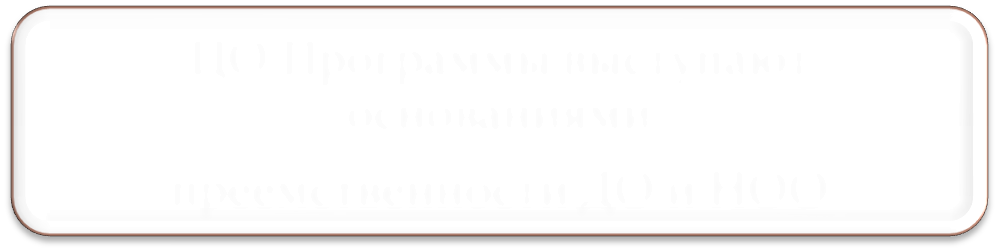 ЦО Программы выступают
основаниями
преемственности ДО и НОО